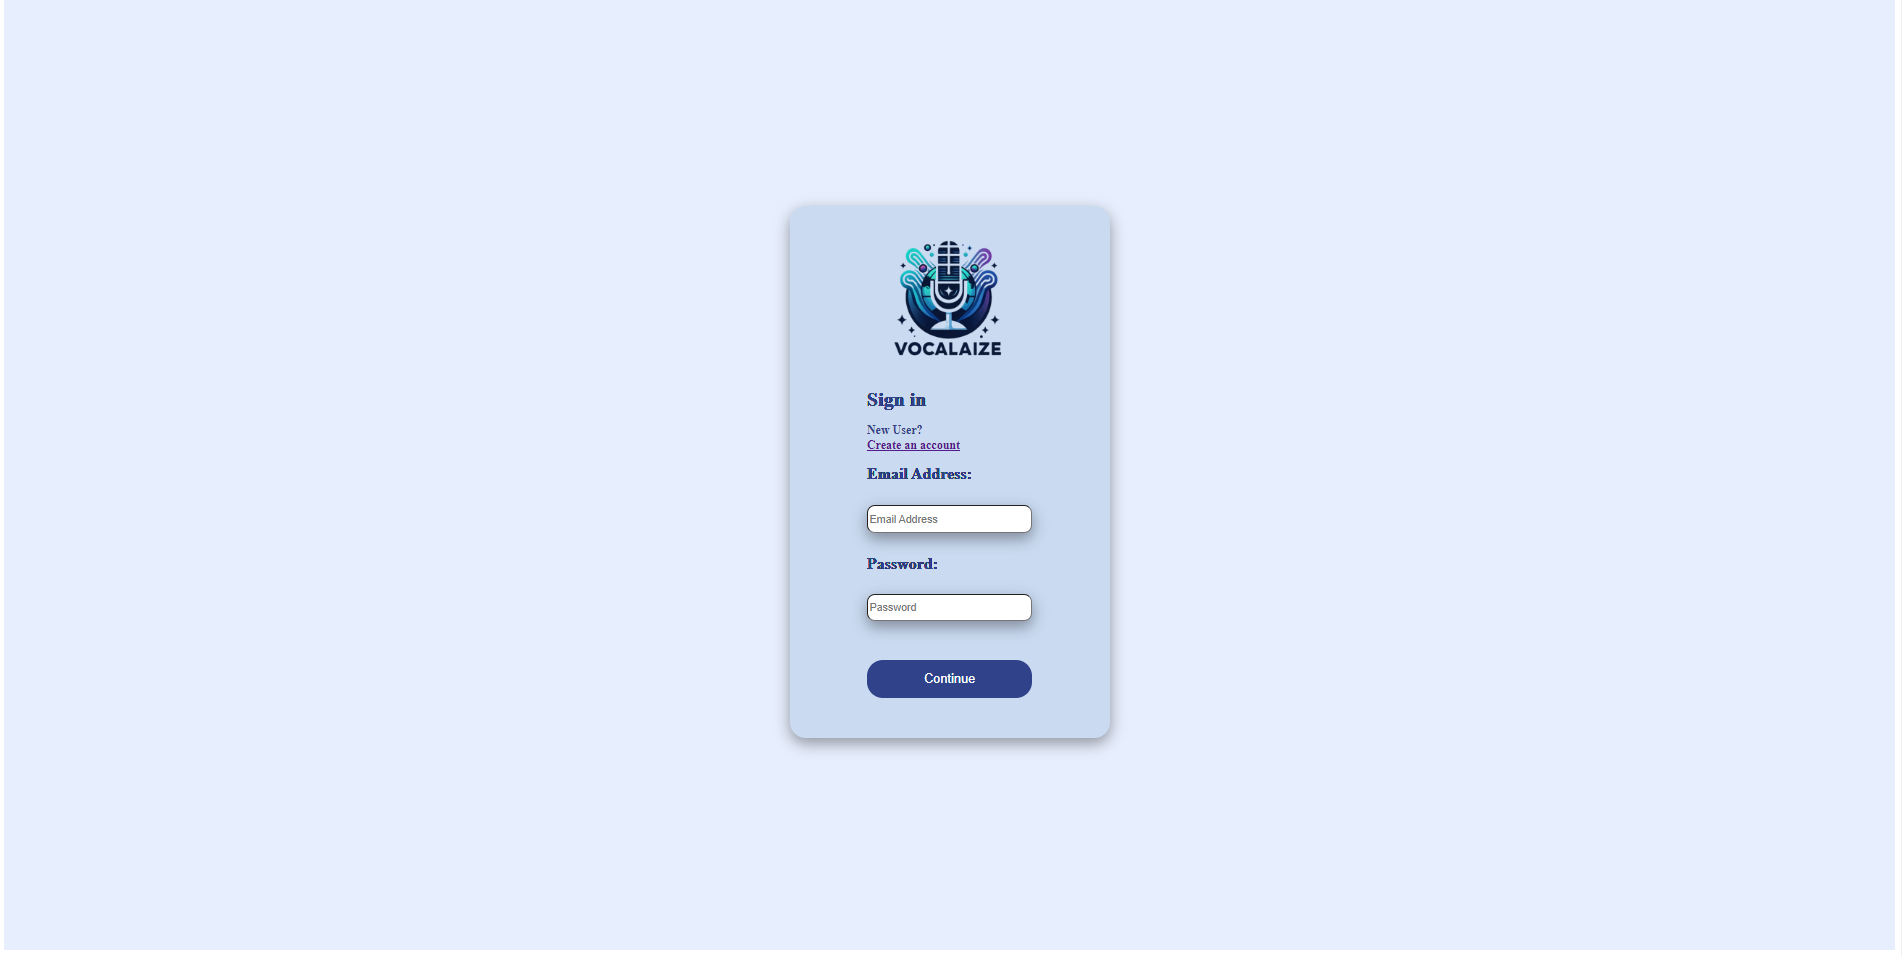 VOCALAIZE
Sign in
New User?
Create an account
Email Address:
Email Address
Password:
Password
Continue